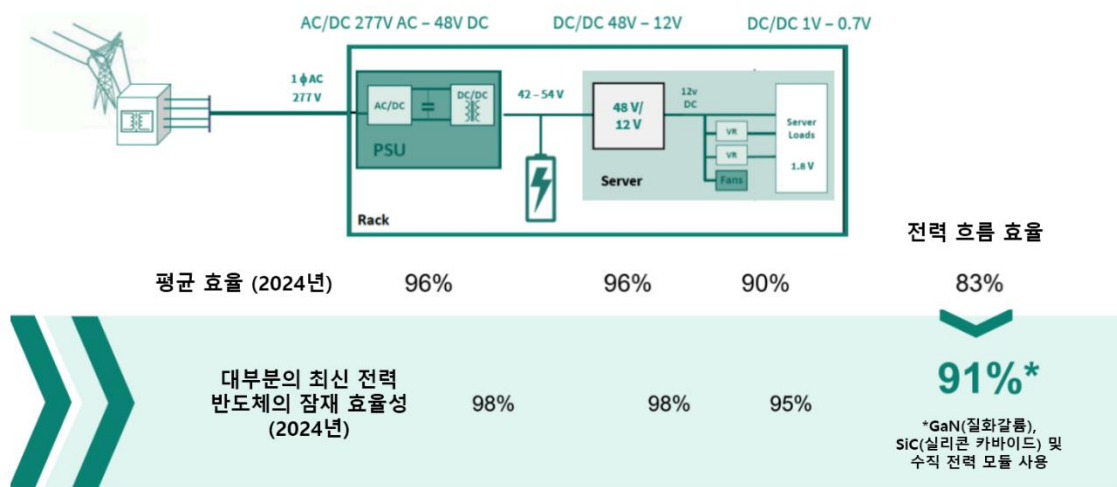 AC/DC 277V AC – 48V DC
DC/DC 48V – 12V
DC/DC 1V – 0.7V
1 ϕ AC
277 V
AC/DC
DC/DC
PSU
42 – 54 V
48 V/
12 V
12v
DC
VR
VR
Fans
Server
Loads
1.8 V
Server
Rack
전력 흐름 효율
평균 효율 (2024년)
96%
96%
90%
83%
대부분의 최신 전력
반도체의 잠재 효율성
(2024년)
98%
98%
95%
91%*
*GaN(질화갈륨),
SiC(실리콘 카바이드) 및
수직 전력 모듈 사용